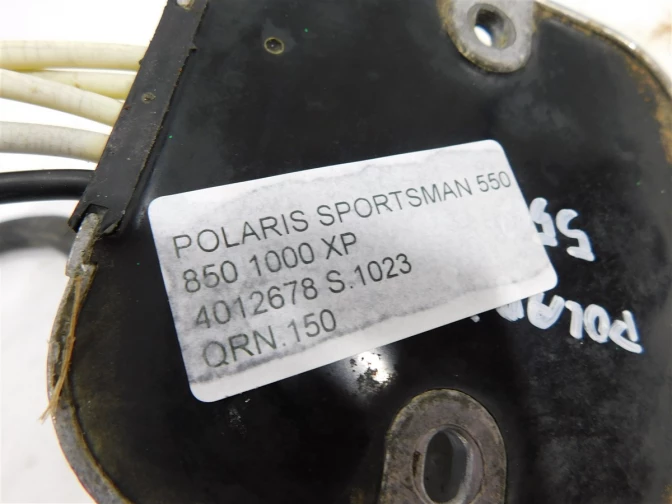 POLARIS SPORTSMAN 550
850 1000 XP
4012678 S.1023
QRN.150